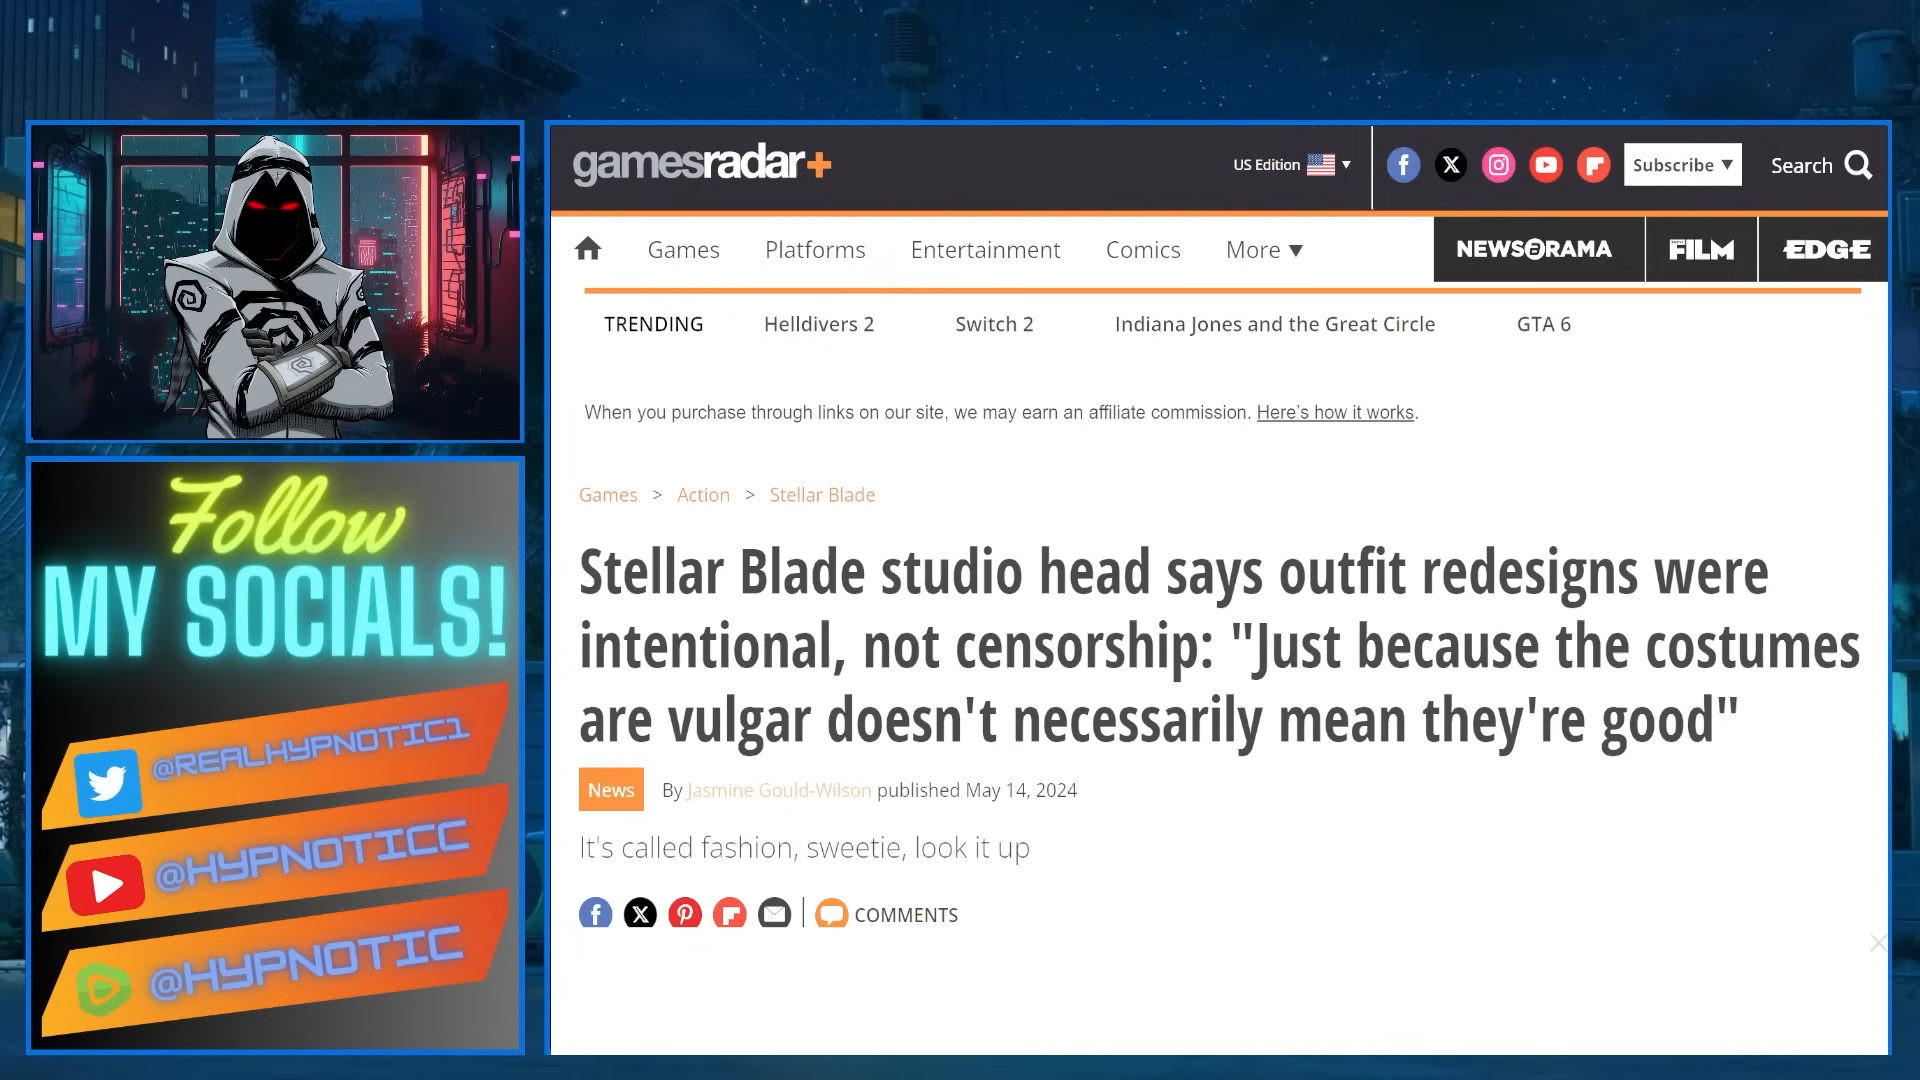 gamesradar+
US Edition
Subscribe ▼
Search
Games
Platforms
Entertainment
Comics
More ▼
NEWSARAMA
FILM
EDGE
TRENDING
Helldivers 2
Switch 2
Indiana Jones and the Great Circle
GTA 6
When you purchase through links on our site, we may earn an affiliate commission. Here's how it works.
Games > Action > Stellar Blade
Stellar Blade studio head says outfit redesigns were
intentional, not censorship: "Just because the costumes
are vulgar doesn't necessarily mean they're good"
News
By Jasmine Gould-Wilson published May 14, 2024
It's called fashion, sweetie, look it up
COMMENTS
Follow
MY SOCIALS!
@REALHYPNOTIC1
@HYPNOTICC
@HYPNOTIC